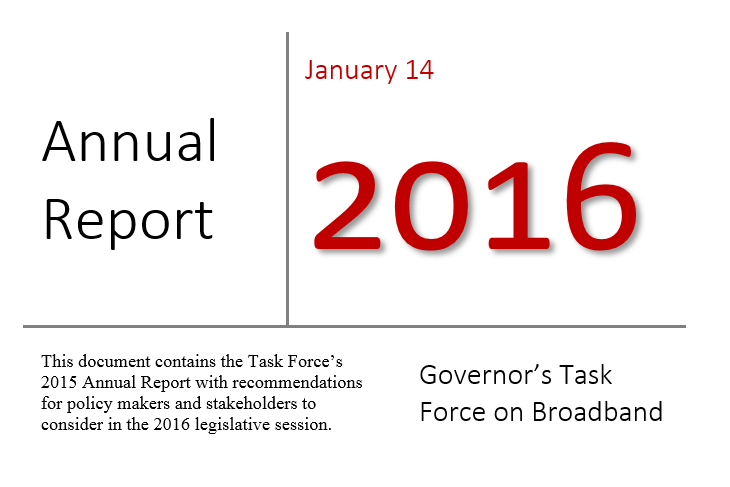 January 14
Annual
Report
2016
This document contains the Task Force’s
2015 Annual Report with recommendations
for policy makers and stakeholders to
consider in the 2016 legislative session.
Governor’s Task
Force on Broadband